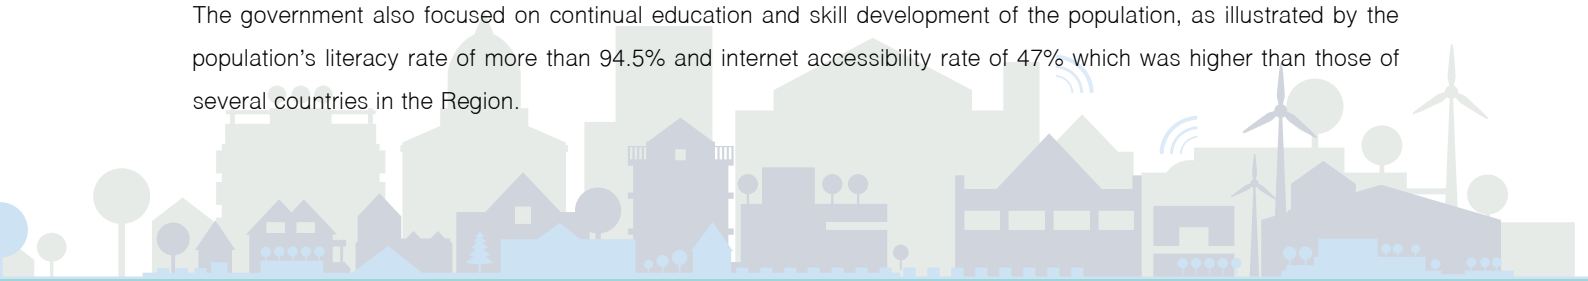 The government also focused on continual education and skill development of the population, as illustrated by the
population’s literacy rate of more than 94.5% and internet accessibility rate of 47% which was higher than those of
several countries in the Region.